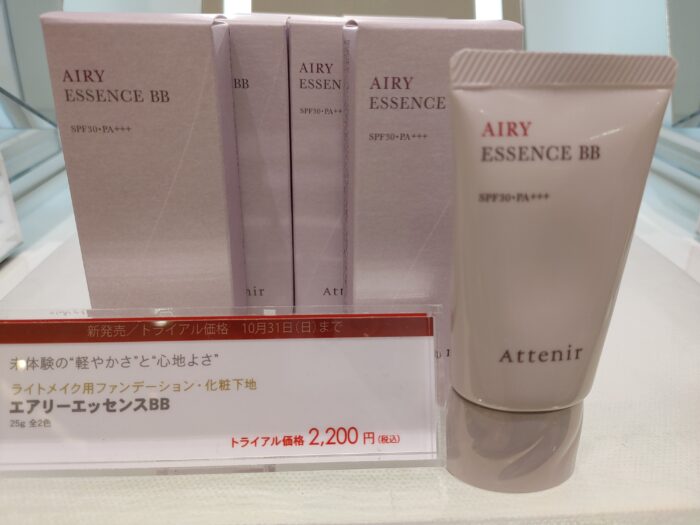 AIRY
ESSENCE BB
SPF30・PA+++
BB
nir
AIRY
ESSEN
SPF30・PA++
AIRY
ESSENCE
SPF30・PA+++
Atte
AIRY
ESSENCE BB
SPF30・PA+++
Attenir
新発売／トライアル価格 10月31日(日)まで
未体験の“軽やかさ”と“心地よさ”
ライトメイク用ファンデーション・化粧下地
エアリーエッセンスBB
25g 全2色
トライアル価格 2,200円(税込)